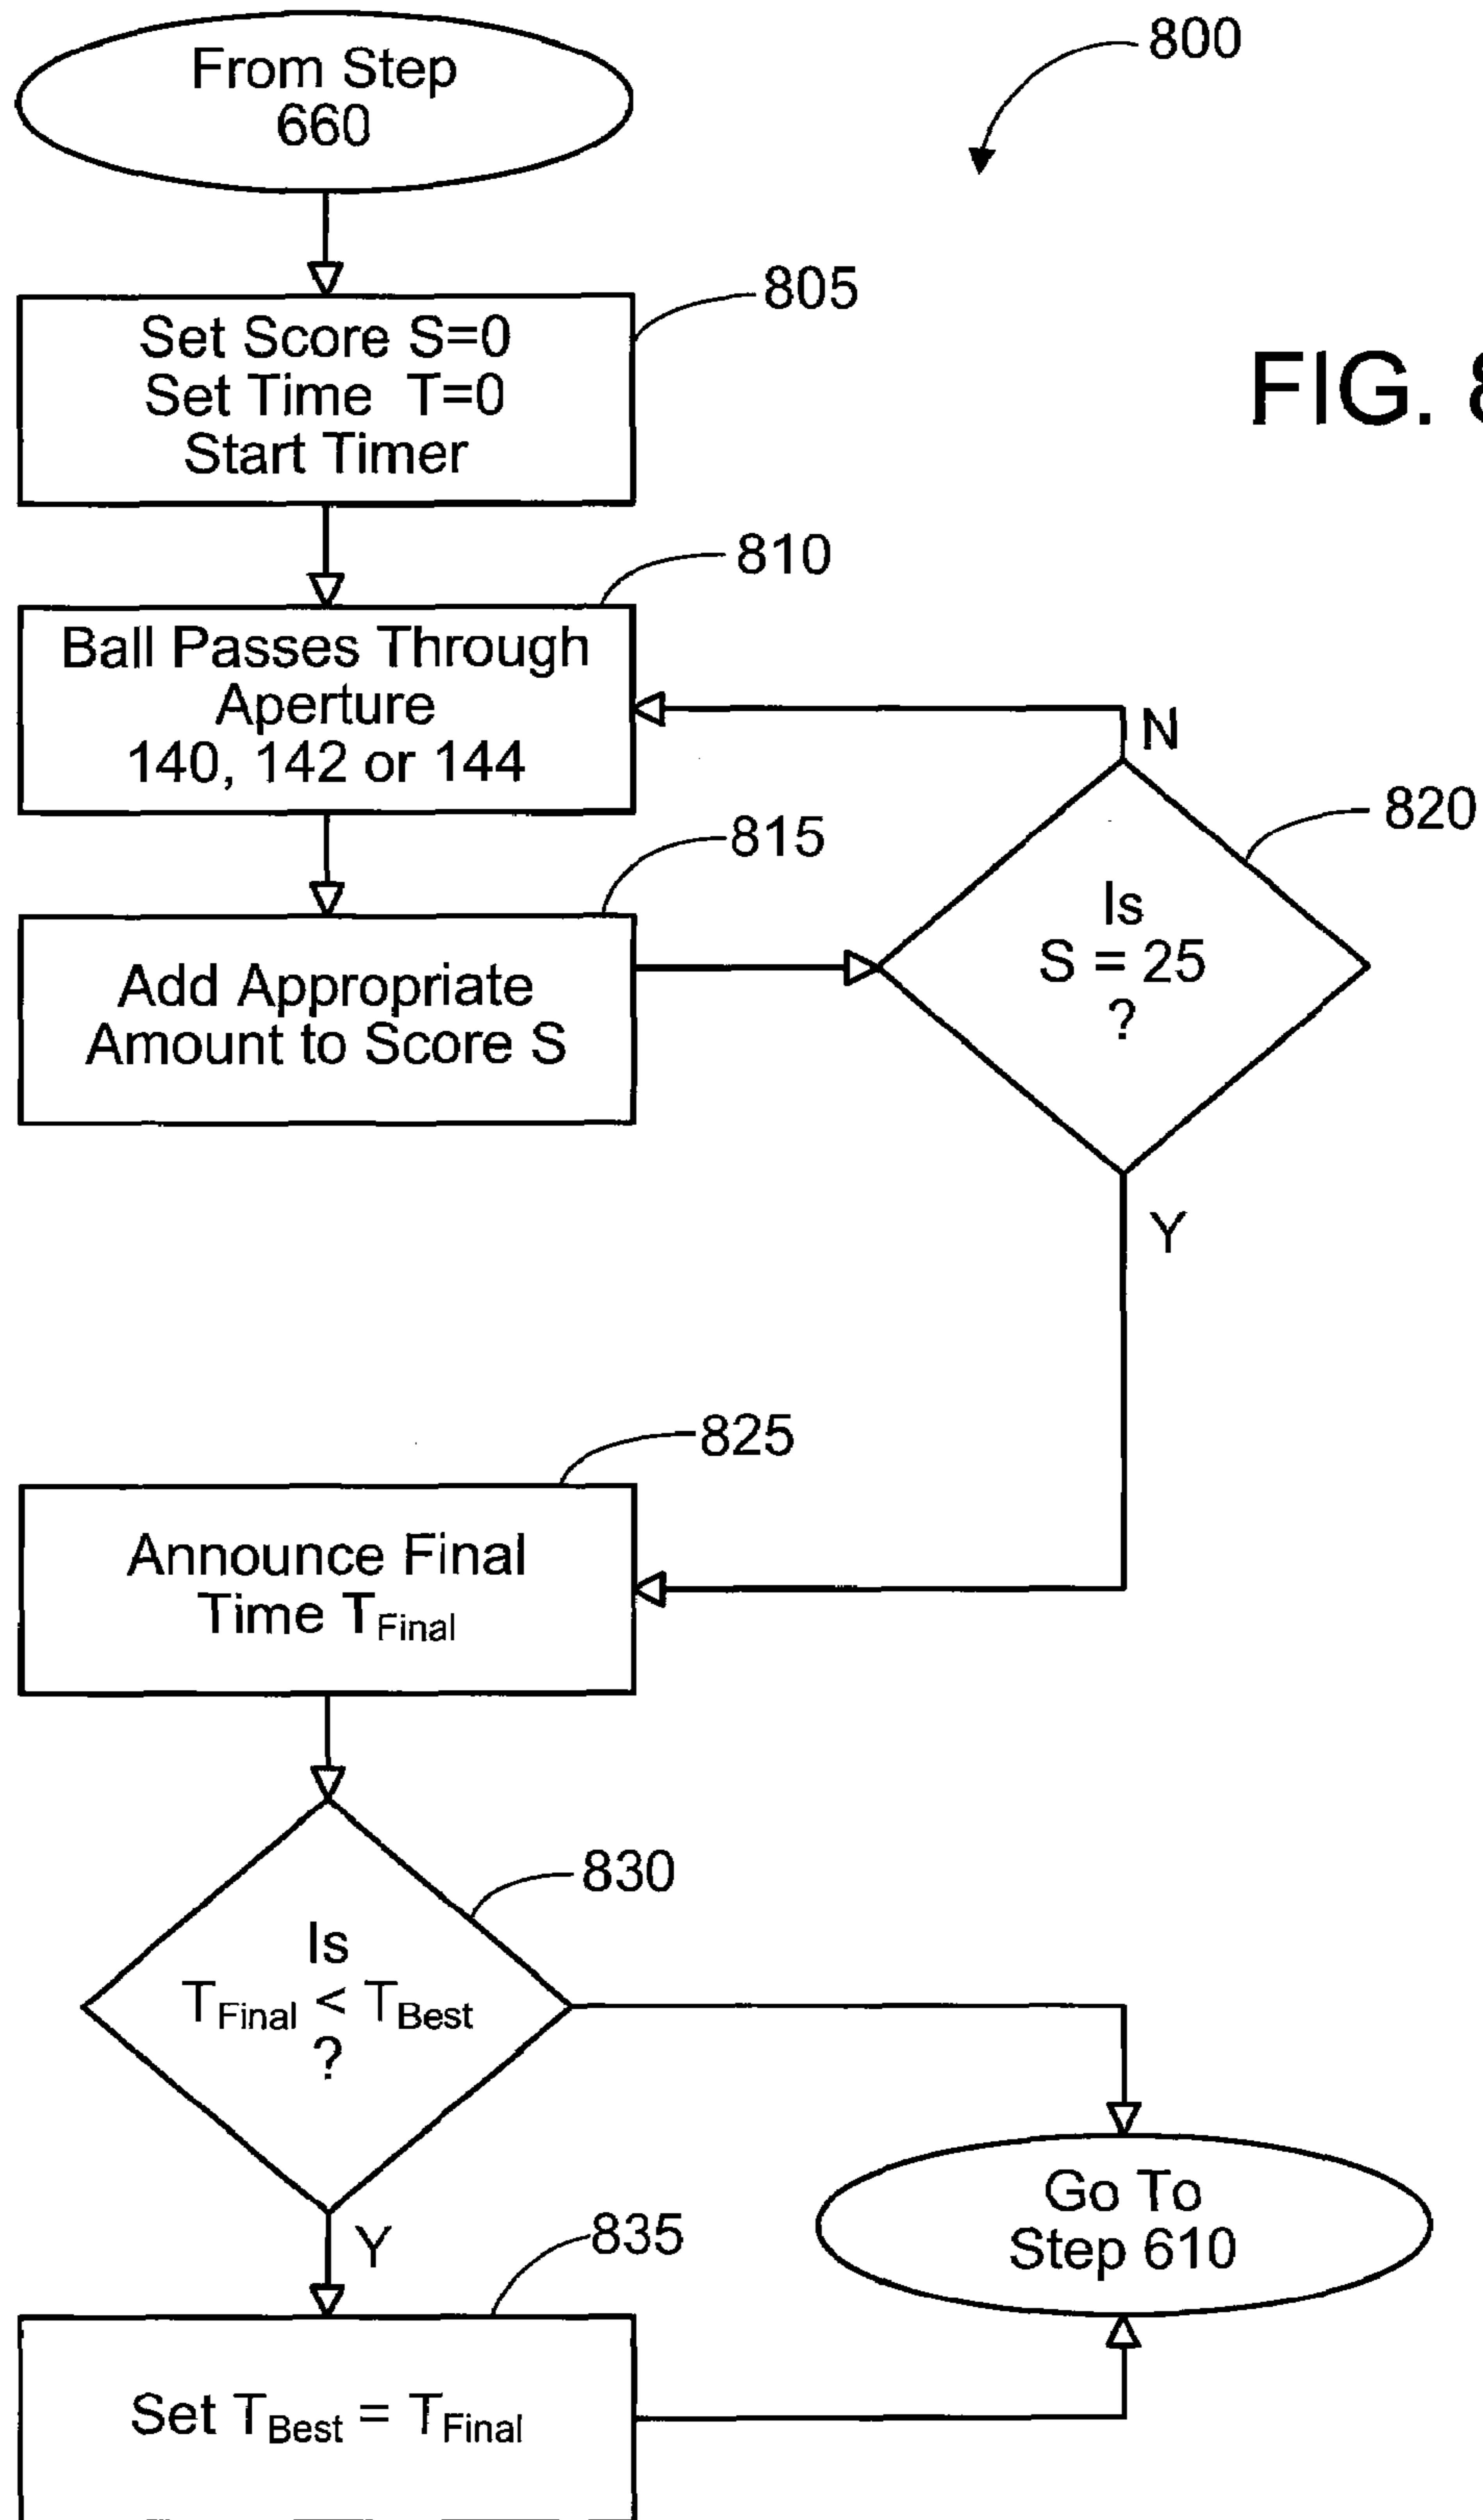 From Step
660
800
805
Set Score S=0
Set Time T=0
Start Timer
FIG. 8
810
Ball Passes Through
Aperture
140, 142 or 144
N
820
815
Add Appropriate
Amount to Score S
Is
S = 25
?
Y
825
Announce Final
Time TFinal
830
Is
TFinal < TBest
?
Y
Go To
Step 610
835
Set TBest = TFinal